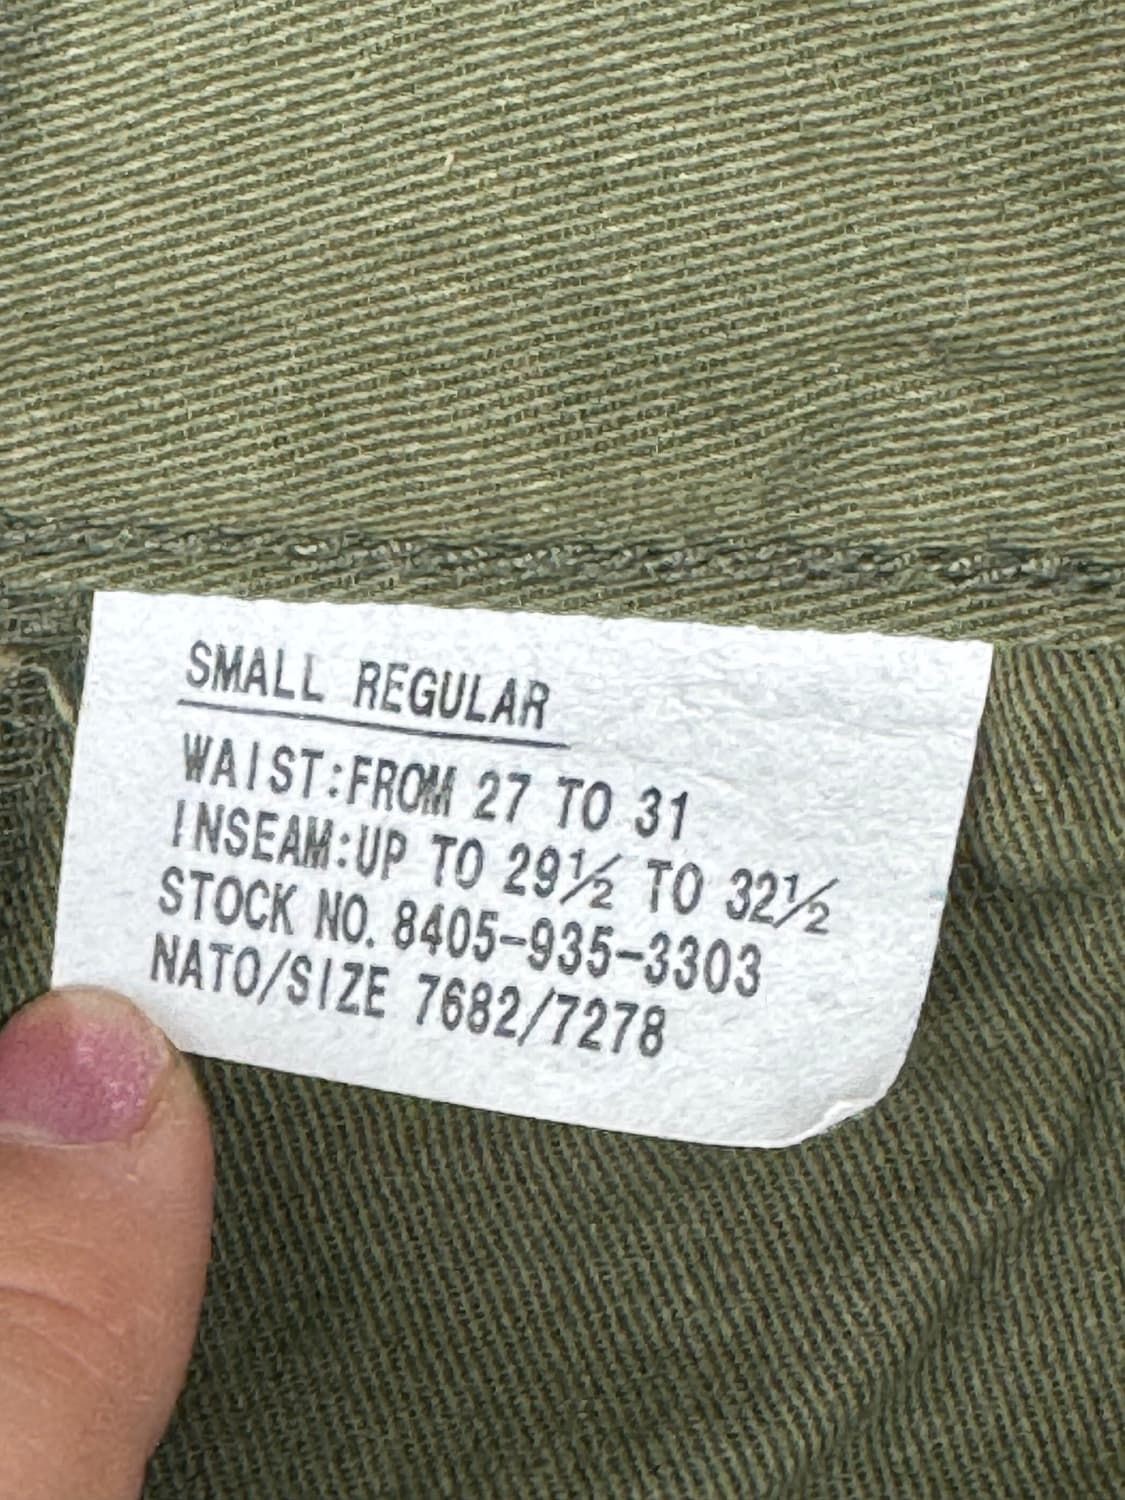 SMALL REGULAR
WAIST:FROM 27 TO 31
INSEAM:UP TO 29½ TO 32½
STOCK NO. 8405-935-3303
NATO/SIZE 7682/7278